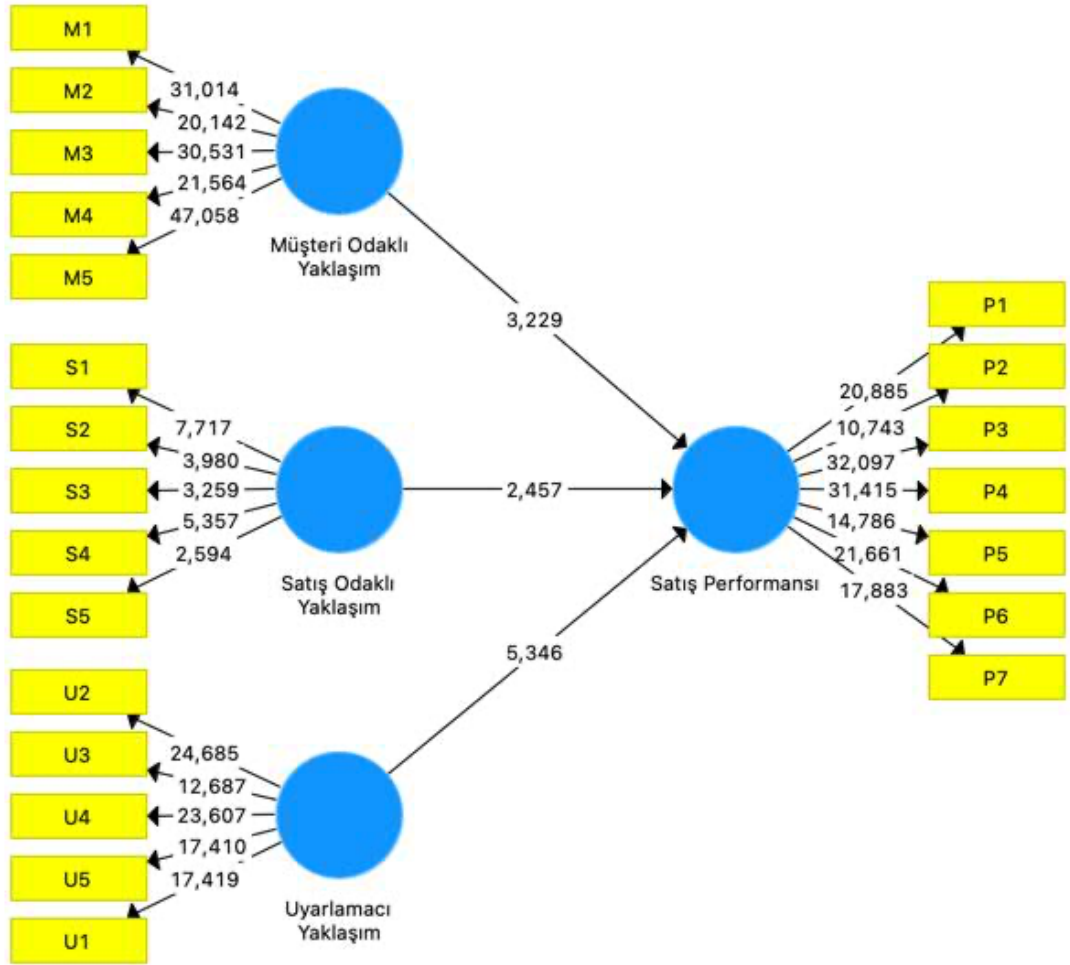 M1
M2
M3
M4
M5
31,014
20,142
30,531
21,564
47,058
Müşteri Odaklı
Yaklaşım
3,229
S1
S2
S3
S4
S5
7,717
3,980
3,259
5,357
2,594
Satış Odaklı
Yaklaşım
2,457
U2
U3
U4
U5
U1
24,685
12,687
23,607
17,410
17,419
Uyarlamacı
Yaklaşım
5,346
Satış Performansı
20,885
10,743
32,097
31,415
14,786
21,661
17,883
P1
P2
P3
P4
P5
P6
P7